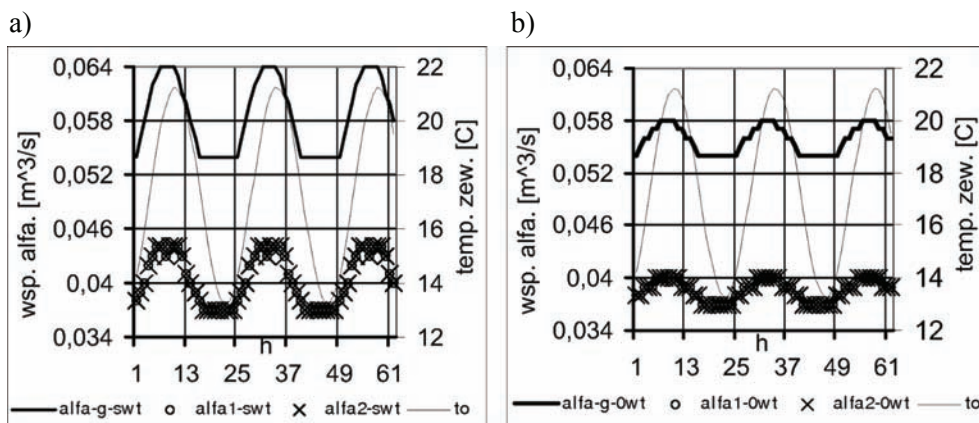 a)
wsp. alfa. [m^3/s]
0,064
0,058
0,052
0,046
0,04
0,034
22
20
18
16
14
12
temp. zew. [C]
h
1 13 25 37 49 61
alfa-g-swt alfa1-swt alfa2-swt to
b)
wsp. alfa. [m^3/s]
0,064
0,058
0,052
0,046
0,04
0,034
22
20
18
16
14
12
temp. zew. [C]
h
1 13 25 37 49 61
alfa-g-0wt alfa1-0wt alfa2-0wt to